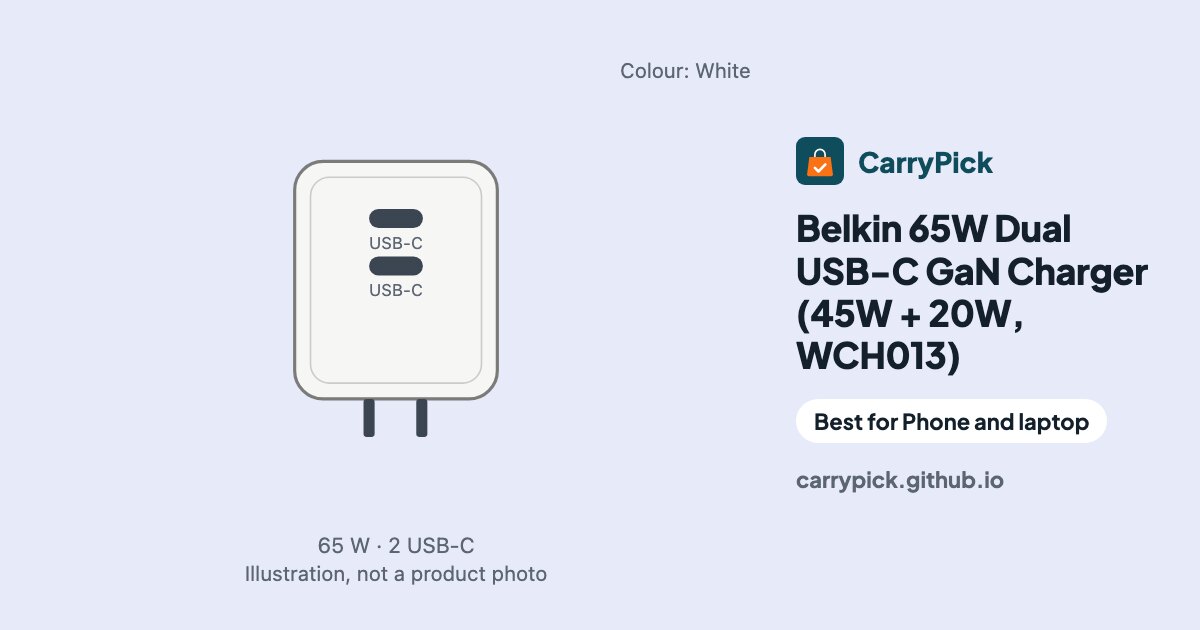 Colour: White
USB-C
USB-C
65 W · 2 USB-C
Illustration, not a product photo
CarryPick
Belkin 65W Dual
USB-C GaN Charger
(45W + 20W,
WCH013)
Best for Phone and laptop
carrypick.github.io